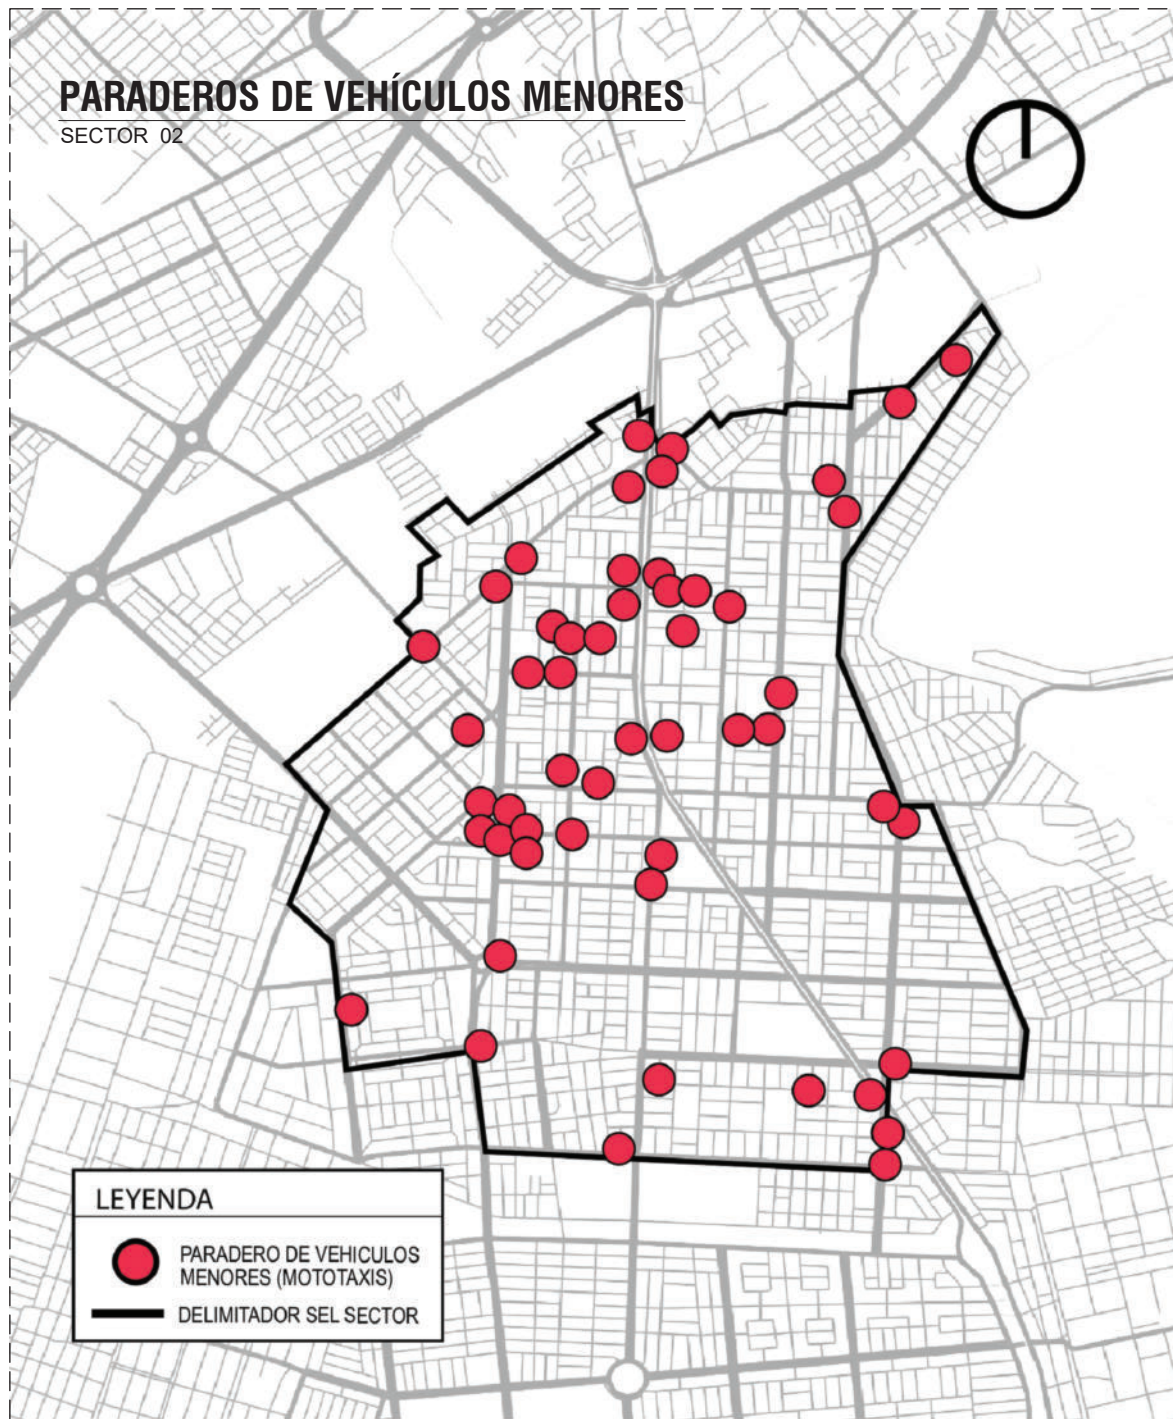 PARADEROS DE VEHÍCULOS MENORES
SECTOR 02
LEYENDA
PARADERO DE VEHICULOS
MENORES (MOTOTAXIS)
DELIMITADOR SEL SECTOR